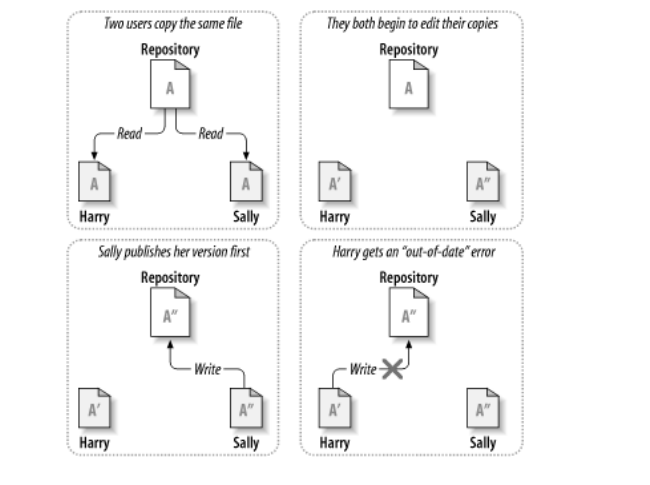 Two users copy the same file
Repository
A
Read
Read
A
A
Harry
Sally
They both begin to edit their copies
Repository
A
A'
A"
Harry
Sally
Sally publishes her version first
Repository
A"
Write
A'
A"
Harry
Sally
Harry gets an “out-of-date” error
Repository
A"
Write
A'
A"
Harry
Sally